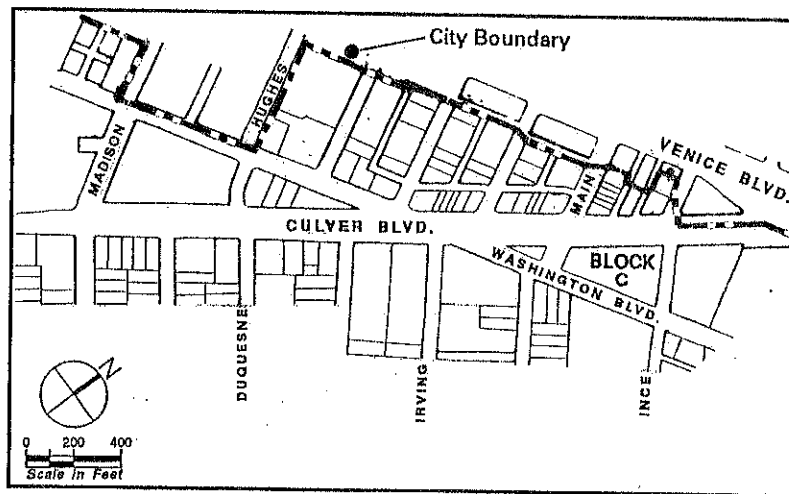 City Boundary
HUGHES
MADISON
VENICE BLVD.
MAIN
CULVER BLVD.
WASHINGTON BLVD.
BLOCK
C
DUQUESNE
IRVING
INCE
N
0 200 400
Scale in Feet